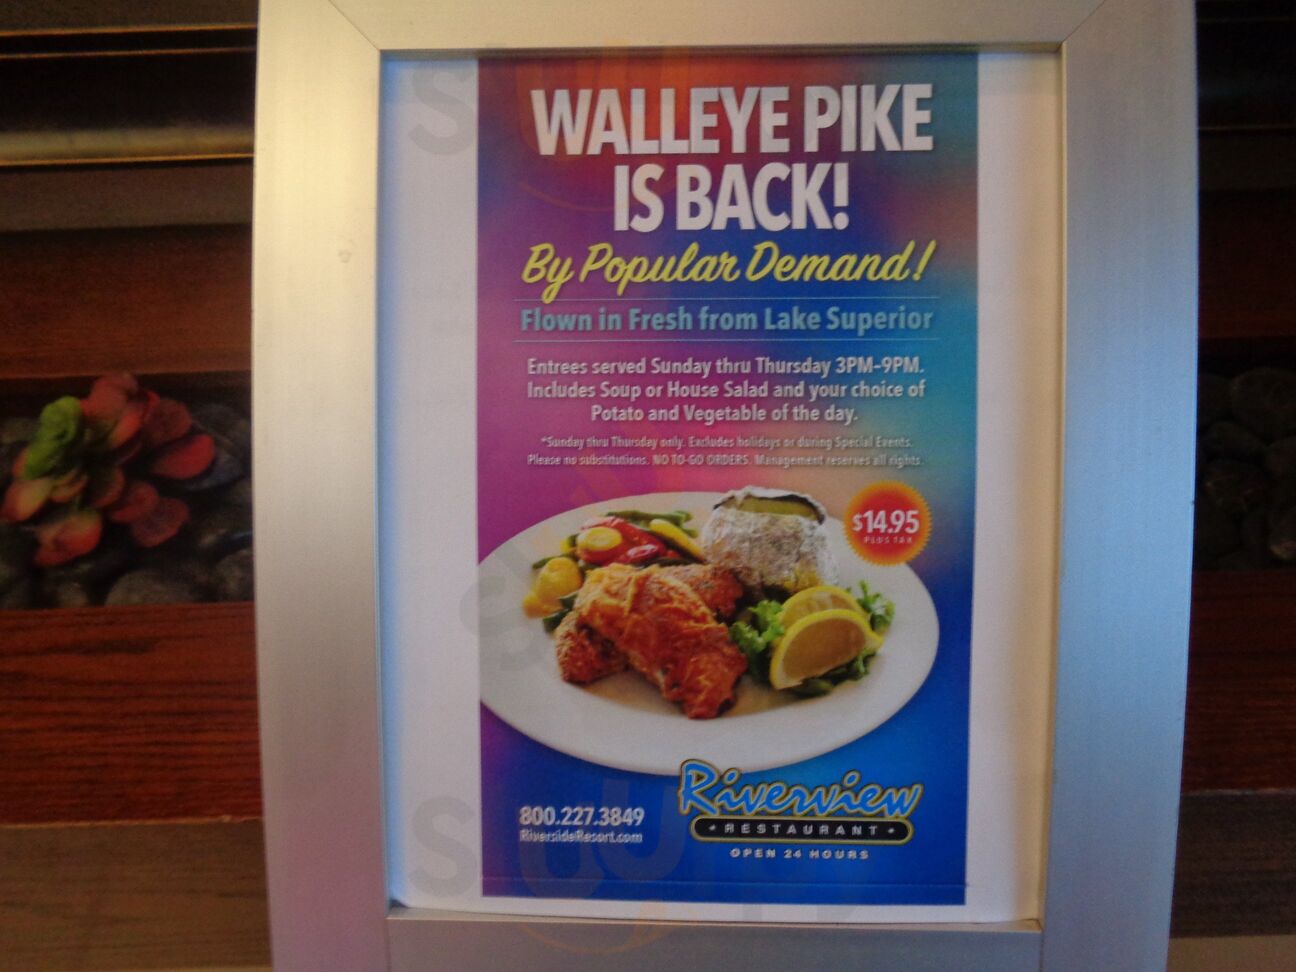 WALLEYE PIKE
IS BACK!
By Popular Demand!
Flown in Fresh from Lake Superior
Entrees served Sunday thru Thursday 3PM-9PM.
Includes Soup or House Salad and your choice of
Potato and Vegetable of the day.
*Sunday thru Thursday only. Excludes holidays or during Special Events.
Please no substitutions. NO TO-GO ORDERS. Management reserves all rights.
$14.95
PLUS TAX
Riverview
RESTAURANT
OPEN 24 HOURS
800.227.3849
RiversideResort.com